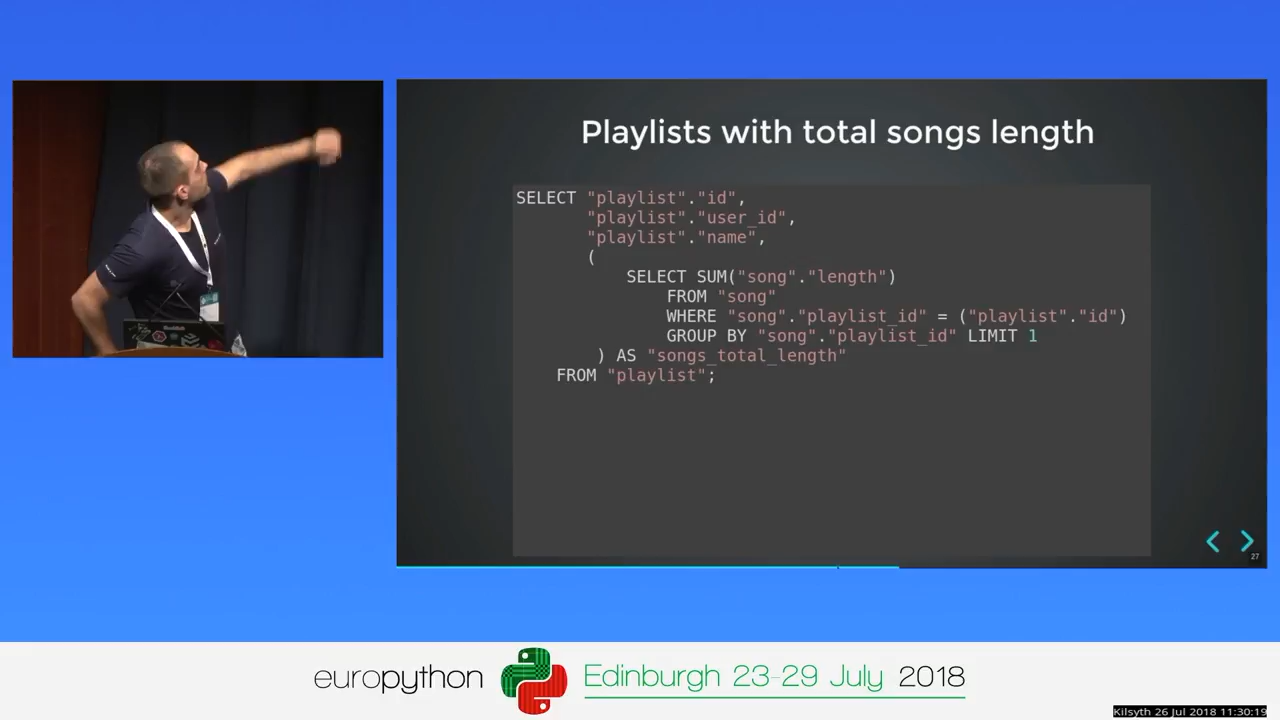 Playlists with total songs length
SELECT "playlist"."id",
"playlist"."user_id",
"playlist"."name",
(
SELECT SUM("song"."length")
FROM "song"
WHERE "song"."playlist_id" = ("playlist"."id")
GROUP BY "song"."playlist_id" LIMIT 1
) AS "songs_total_length"
FROM "playlist";
27
europython Edinburgh 23-29 July 2018
Kilsyth 26 Jul 2018 11:30:19